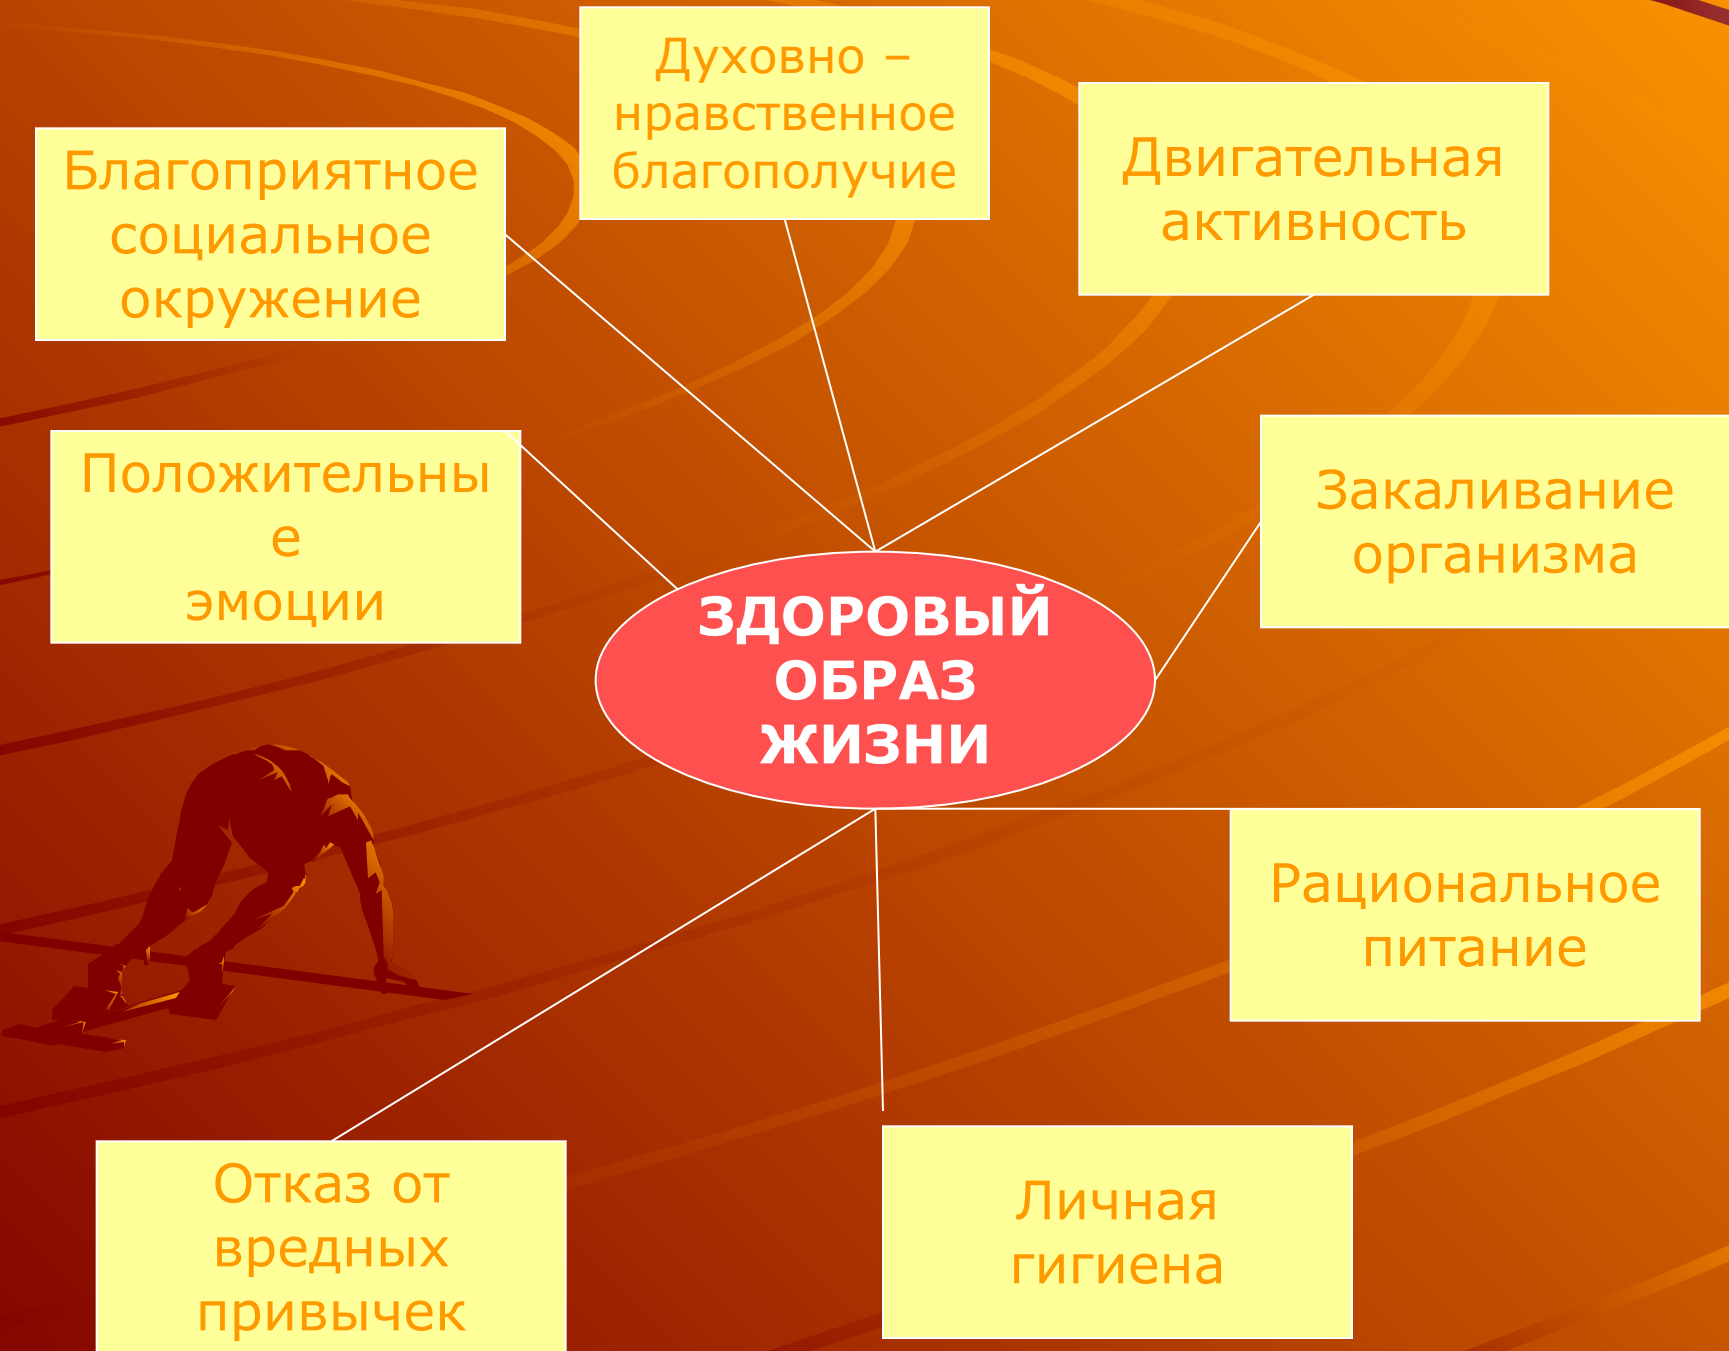 Духовно –
нравственное
благополучие
Благоприятное
социальное
окружение
Двигательная
активность
Положительны
е
эмоции
Закаливание
организма
ЗДОРОВЫЙ
ОБРАЗ
ЖИЗНИ
Рациональное
питание
Отказ от
вредных
привычек
Личная
гигиена